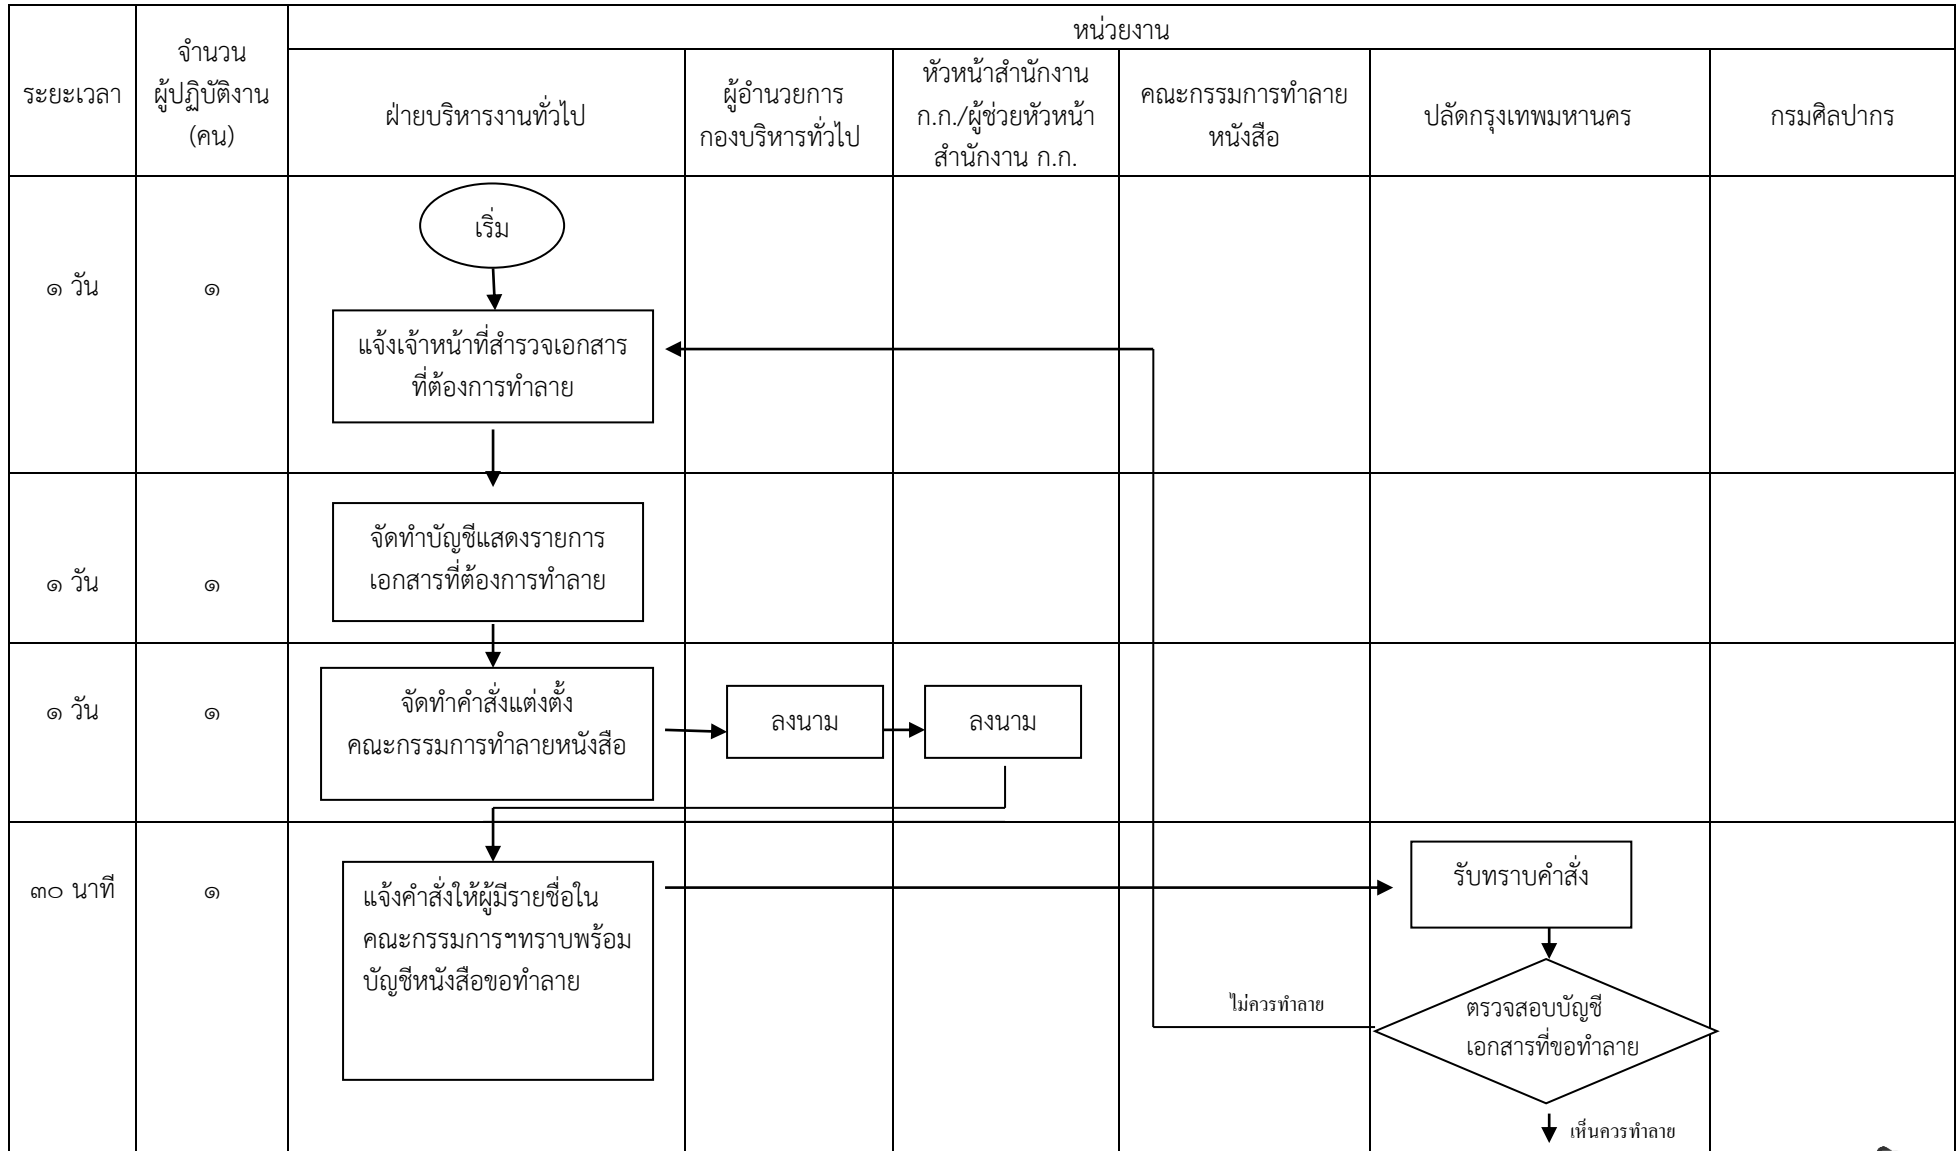 หน่วยงาน
ระยะเวลา
จำนวน
ผู้ปฏิบัติงาน
(คน)
ฝ่ายบริหารงานทั่วไป
ผู้อำนวยการ
กองบริหารทั่วไป
หัวหน้าสำนักงาน
ก.ก./ผู้ช่วยหัวหน้า
สำนักงาน ก.ก.
คณะกรรมการทำลาย
หนังสือ
ปลัดกรุงเทพมหานคร
กรมศิลปากร
เริ่ม
๑ วัน
๑
แจ้งเจ้าหน้าที่สำรวจเอกสาร
ที่ต้องการทำลาย
๑ วัน
๑
จัดทำบัญชีแสดงรายการ
เอกสารที่ต้องการทำลาย
๑ วัน
๑
จัดทำคำสั่งแต่งตั้ง
คณะกรรมการทำลายหนังสือ
ลงนาม
ลงนาม
๓๐ นาที
๑
แจ้งคำสั่งให้ผู้มีรายชื่อใน
คณะกรรมการฯทราบพร้อม
บัญชีหนังสือขอทำลาย
รับทราบคำสั่ง
ไม่ควรทำลาย
ตรวจสอบบัญชี
เอกสารที่ขอทำลาย
เห็นควรทำลาย